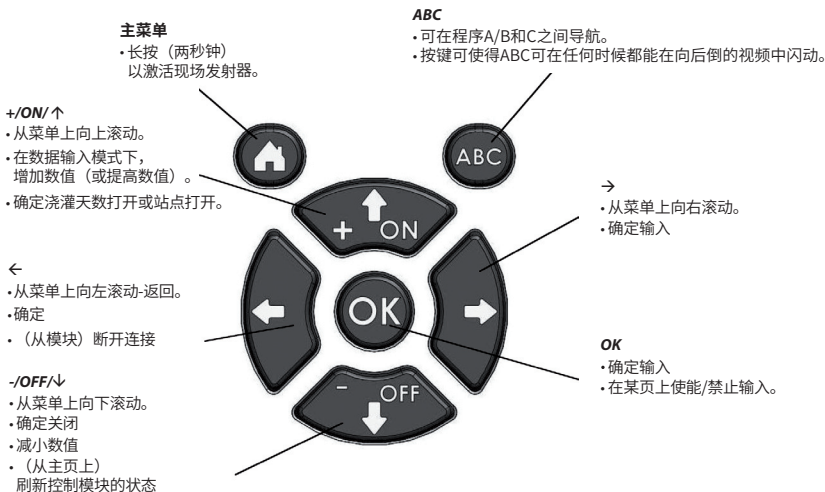 主菜单
•长按（两秒钟）
以激活现场发射器。
ABC
•可在程序A/B和C之间导航。
•按键可使得ABC可在任何时候都能在向后倒的视频中闪动。
+/ON/↑
•从菜单上向上滚动。
•在数据输入模式下，
增加数值（或提高数值）。
•确定浇灌天数打开或站点打开。
←
•从菜单上向左滚动-返回。
•确定
•（从模块）断开连接
-/OFF/↓
•从菜单上向下滚动。
•确定关闭
•减小数值
•（从主页上）
刷新控制模块的状态
ABC
+ ON
OK
- OFF
→
•从菜单上向右滚动。
•确定输入
OK
•确定输入
•在某页上使能/禁止输入。